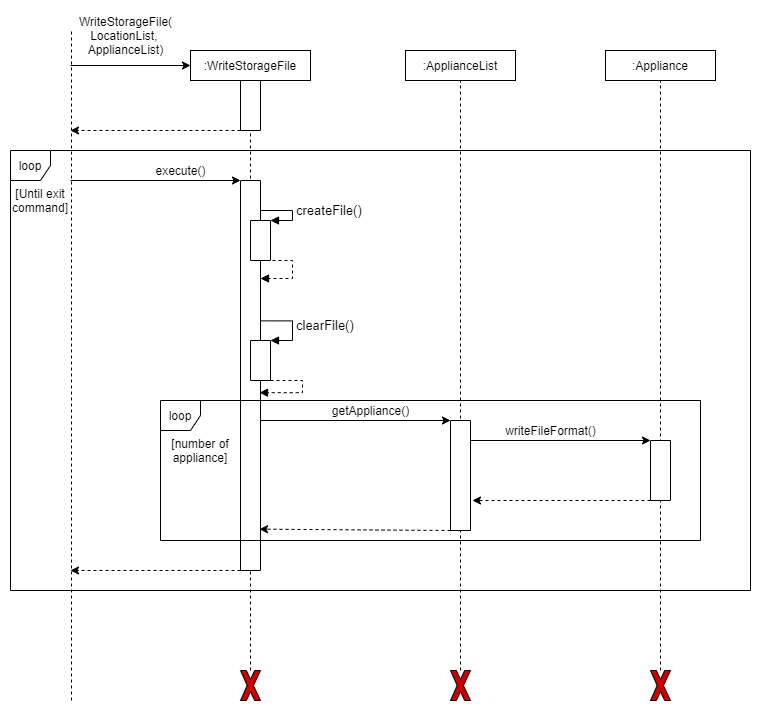 WriteStorageFile(
LocationList,
ApplianceList)
:WriteStorageFile
:ApplianceList
:Appliance
loop
execute()
[Until exit
command]
createFile()
clearFile()
loop
getAppliance()
writeFileFormat()
[number of
appliance]